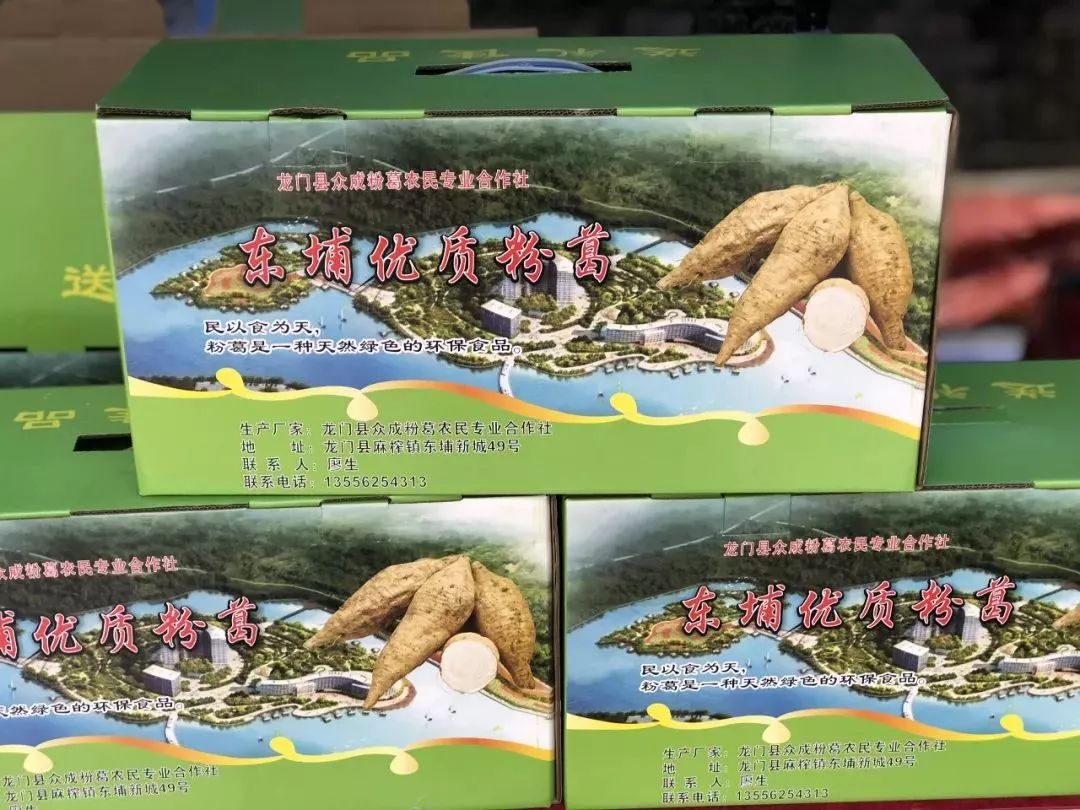 送礼佳品
龙门县众成粉葛农民专业合作社
东埔优质粉葛
民以食为天，
粉葛是一种天然绿色的环保食品。
生产厂家：龙门县众成粉葛农民专业合作社
地 址：龙门县麻榨镇东埔新城49号
联 系 人：廖生
联系电话：13556254313
送
品
送礼
众成粉葛农民专业合作社
埔优质粉葛
天然绿色的环保食品。
龙门县众成粉葛农民专业合作社
龙门县麻榨镇东埔新城49号
龙门县众成粉葛农民专业合作社
东埔优质粉葛
民以食为天，
粉葛是一种天然绿色的环保食品。
生产厂家：龙门县众成粉葛农民专业合作社
地 址：龙门县麻榨镇东埔新城49号
联 系 人：廖生
联系电话：13556254313